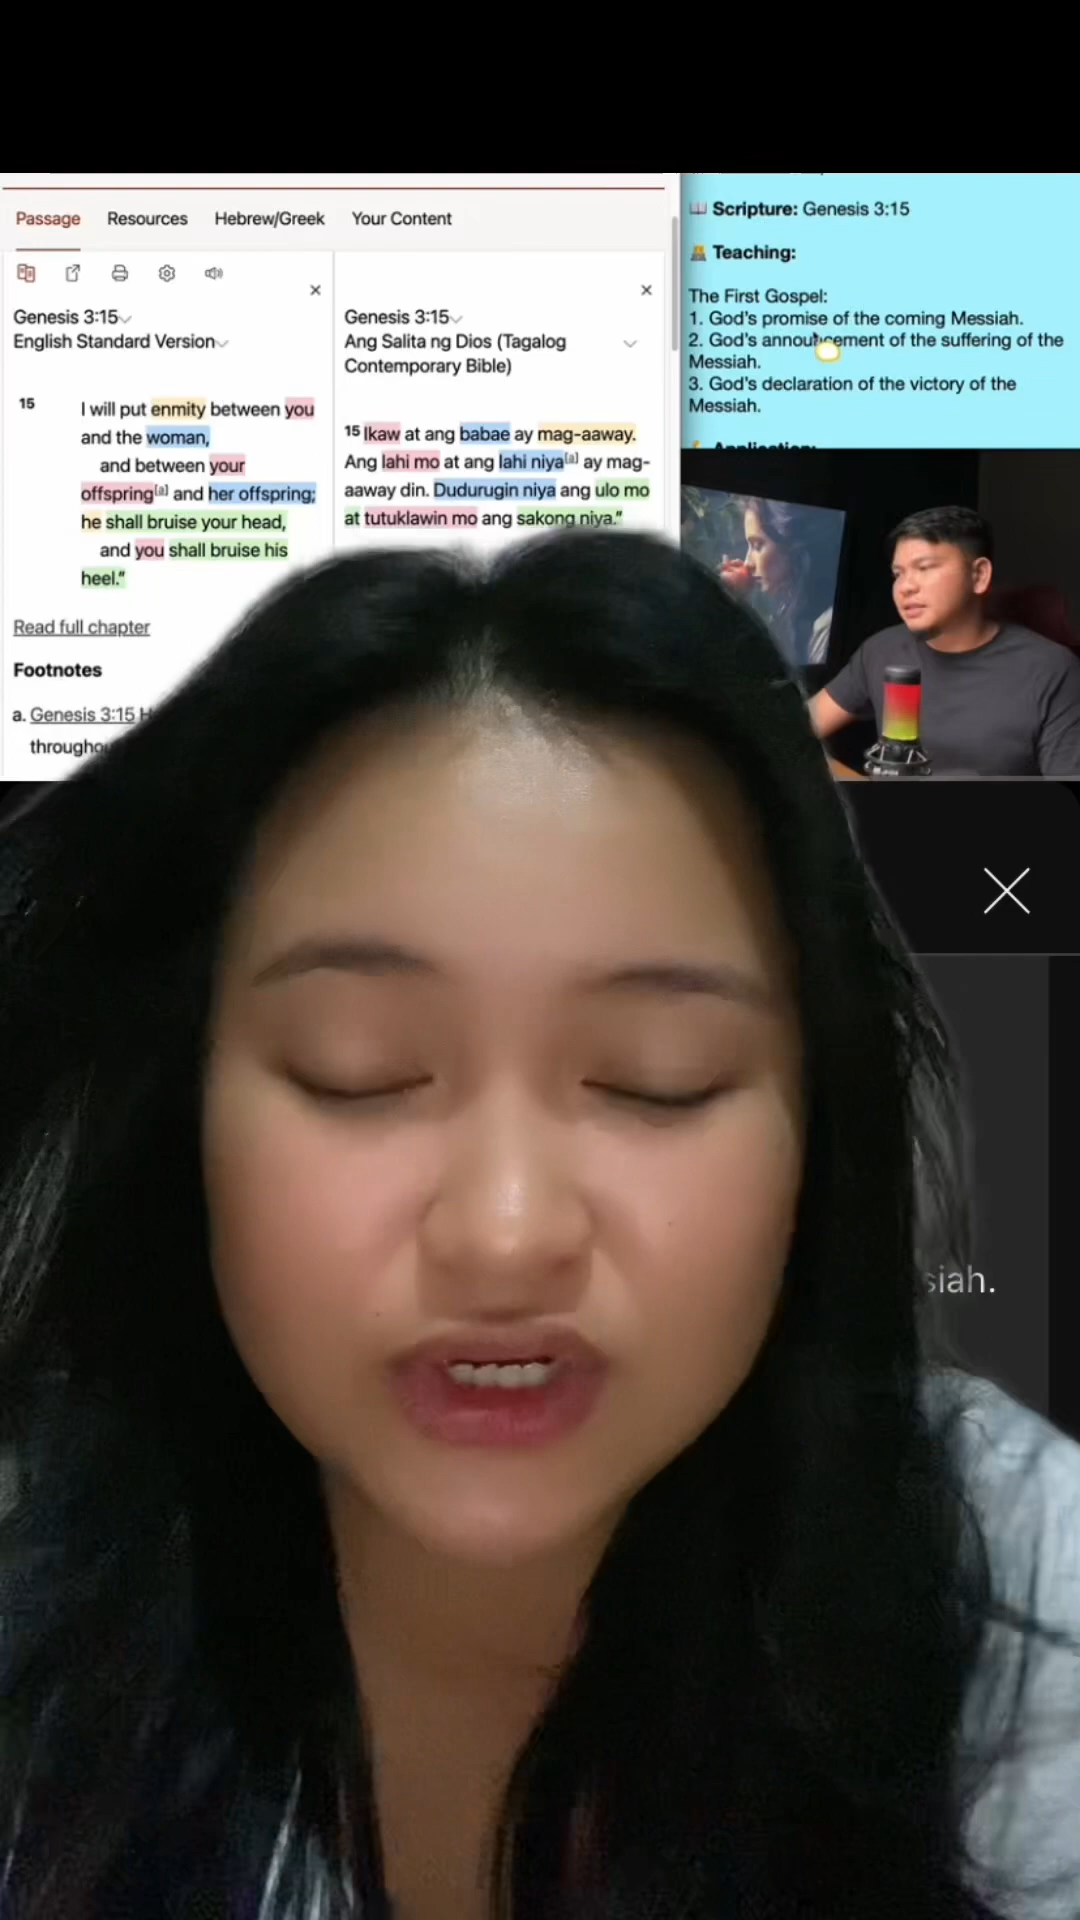 Passage Resources Hebrew/Greek Your Content
Genesis 3:15
English Standard Version
15 I will put enmity between you
and the woman,
and between your
offspring[a] and her offspring;
he shall bruise your head,
and you shall bruise his
heel.”
Read full chapter
Footnotes
a. Genesis 3:15
Genesis 3:15
Ang Salita ng Dios (Tagalog
Contemporary Bible)
15 Ikaw at ang babae ay mag-aaway.
Ang lahi mo at ang lahi niya[a] ay mag-
aaway din. Dudurugin niya ang ulo mo
at tutuklawin mo ang sakong niya.”
Scripture: Genesis 3:15
Teaching:
The First Gospel:
1. God’s promise of the coming Messiah.
2. God’s announcement of the suffering of the
Messiah.
3. God’s declaration of the victory of the
Messiah.
Application:
siah.